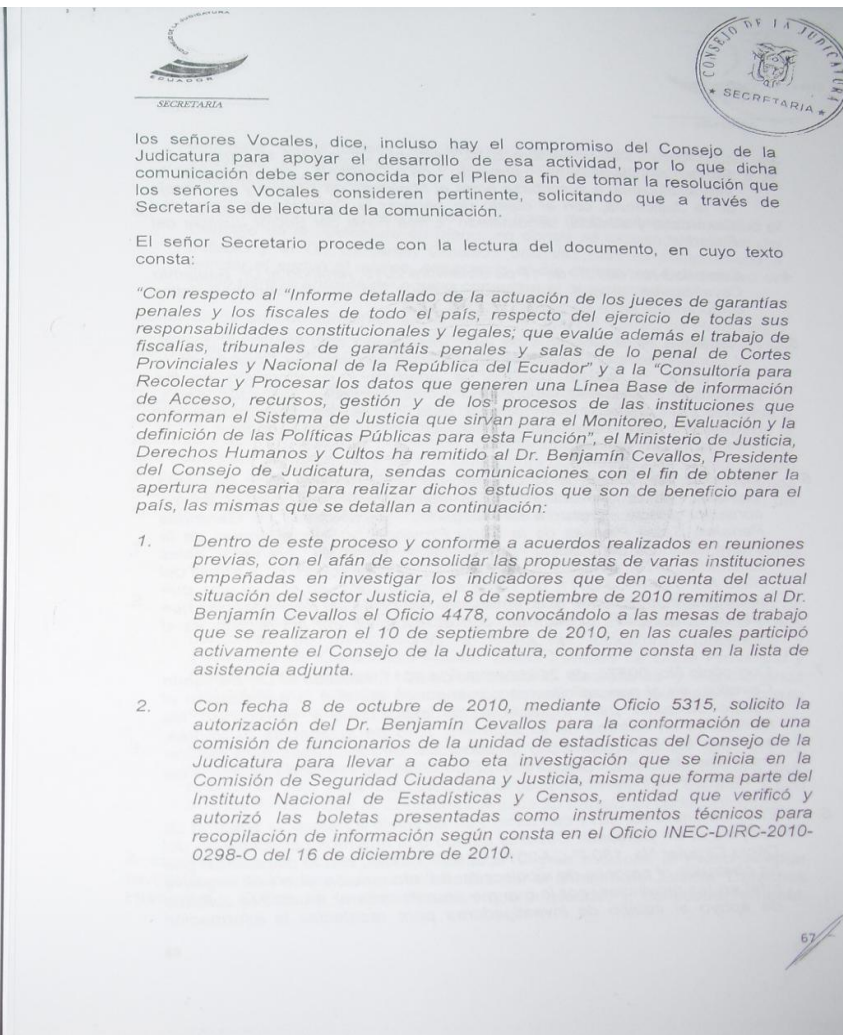 CONSEJO DE LA JUDICATURA
ECUADOR
SECRETARIA
CONSEJO DE LA JUDICATURA
* SECRETARIA *
los señores Vocales, dice, incluso hay el compromiso del Consejo de la
Judicatura para apoyar el desarrollo de esa actividad, por lo que dicha
comunicación debe ser conocida por el Pleno a fin de tomar la resolución que
los señores Vocales consideren pertinente, solicitando que a través de
Secretaría se de lectura de la comunicación.
El señor Secretario procede con la lectura del documento, en cuyo texto
consta:
"Con respecto al "Informe detallado de la actuación de los jueces de garantías
penales y los fiscales de todo el país, respecto del ejercicio de todas sus
responsabilidades constitucionales y legales; que evalúe además el trabajo de
fiscalías, tribunales de garantáis penales y salas de lo penal de Cortes
Provinciales y Nacional de la República del Ecuador" y a la "Consultoría para
Recolectar y Procesar los datos que generen una Línea Base de información
de Acceso, recursos, gestión y de los procesos de las instituciones que
conforman el Sistema de Justicia que sirvan para el Monitoreo, Evaluación y la
definición de las Políticas Públicas para esta Función", el Ministerio de Justicia,
Derechos Humanos y Cultos ha remitido al Dr. Benjamín Cevallos, Presidente
del Consejo de Judicatura, sendas comunicaciones con el fin de obtener la
apertura necesaria para realizar dichos estudios que son de beneficio para el
país, las mismas que se detallan a continuación:
1. Dentro de este proceso y conforme a acuerdos realizados en reuniones
previas, con el afán de consolidar las propuestas de varias instituciones
empeñadas en investigar los indicadores que den cuenta del actual
situación del sector Justicia, el 8 de septiembre de 2010 remitimos al Dr.
Benjamín Cevallos el Oficio 4478, convocándolo a las mesas de trabajo
que se realizaron el 10 de septiembre de 2010, en las cuales participó
activamente el Consejo de la Judicatura, conforme consta en la lista de
asistencia adjunta.
2. Con fecha 8 de octubre de 2010, mediante Oficio 5315, solicito la
autorización del Dr. Benjamín Cevallos para la conformación de una
comisión de funcionarios de la unidad de estadísticas del Consejo de la
Judicatura para llevar a cabo eta investigación que se inicia en la
Comisión de Seguridad Ciudadana y Justicia, misma que forma parte del
Instituto Nacional de Estadísticas y Censos, entidad que verificó y
autorizó las boletas presentadas como instrumentos técnicos para
recopilación de información según consta en el Oficio INEC-DIRC-2010-
0298-O del 16 de diciembre de 2010.
67